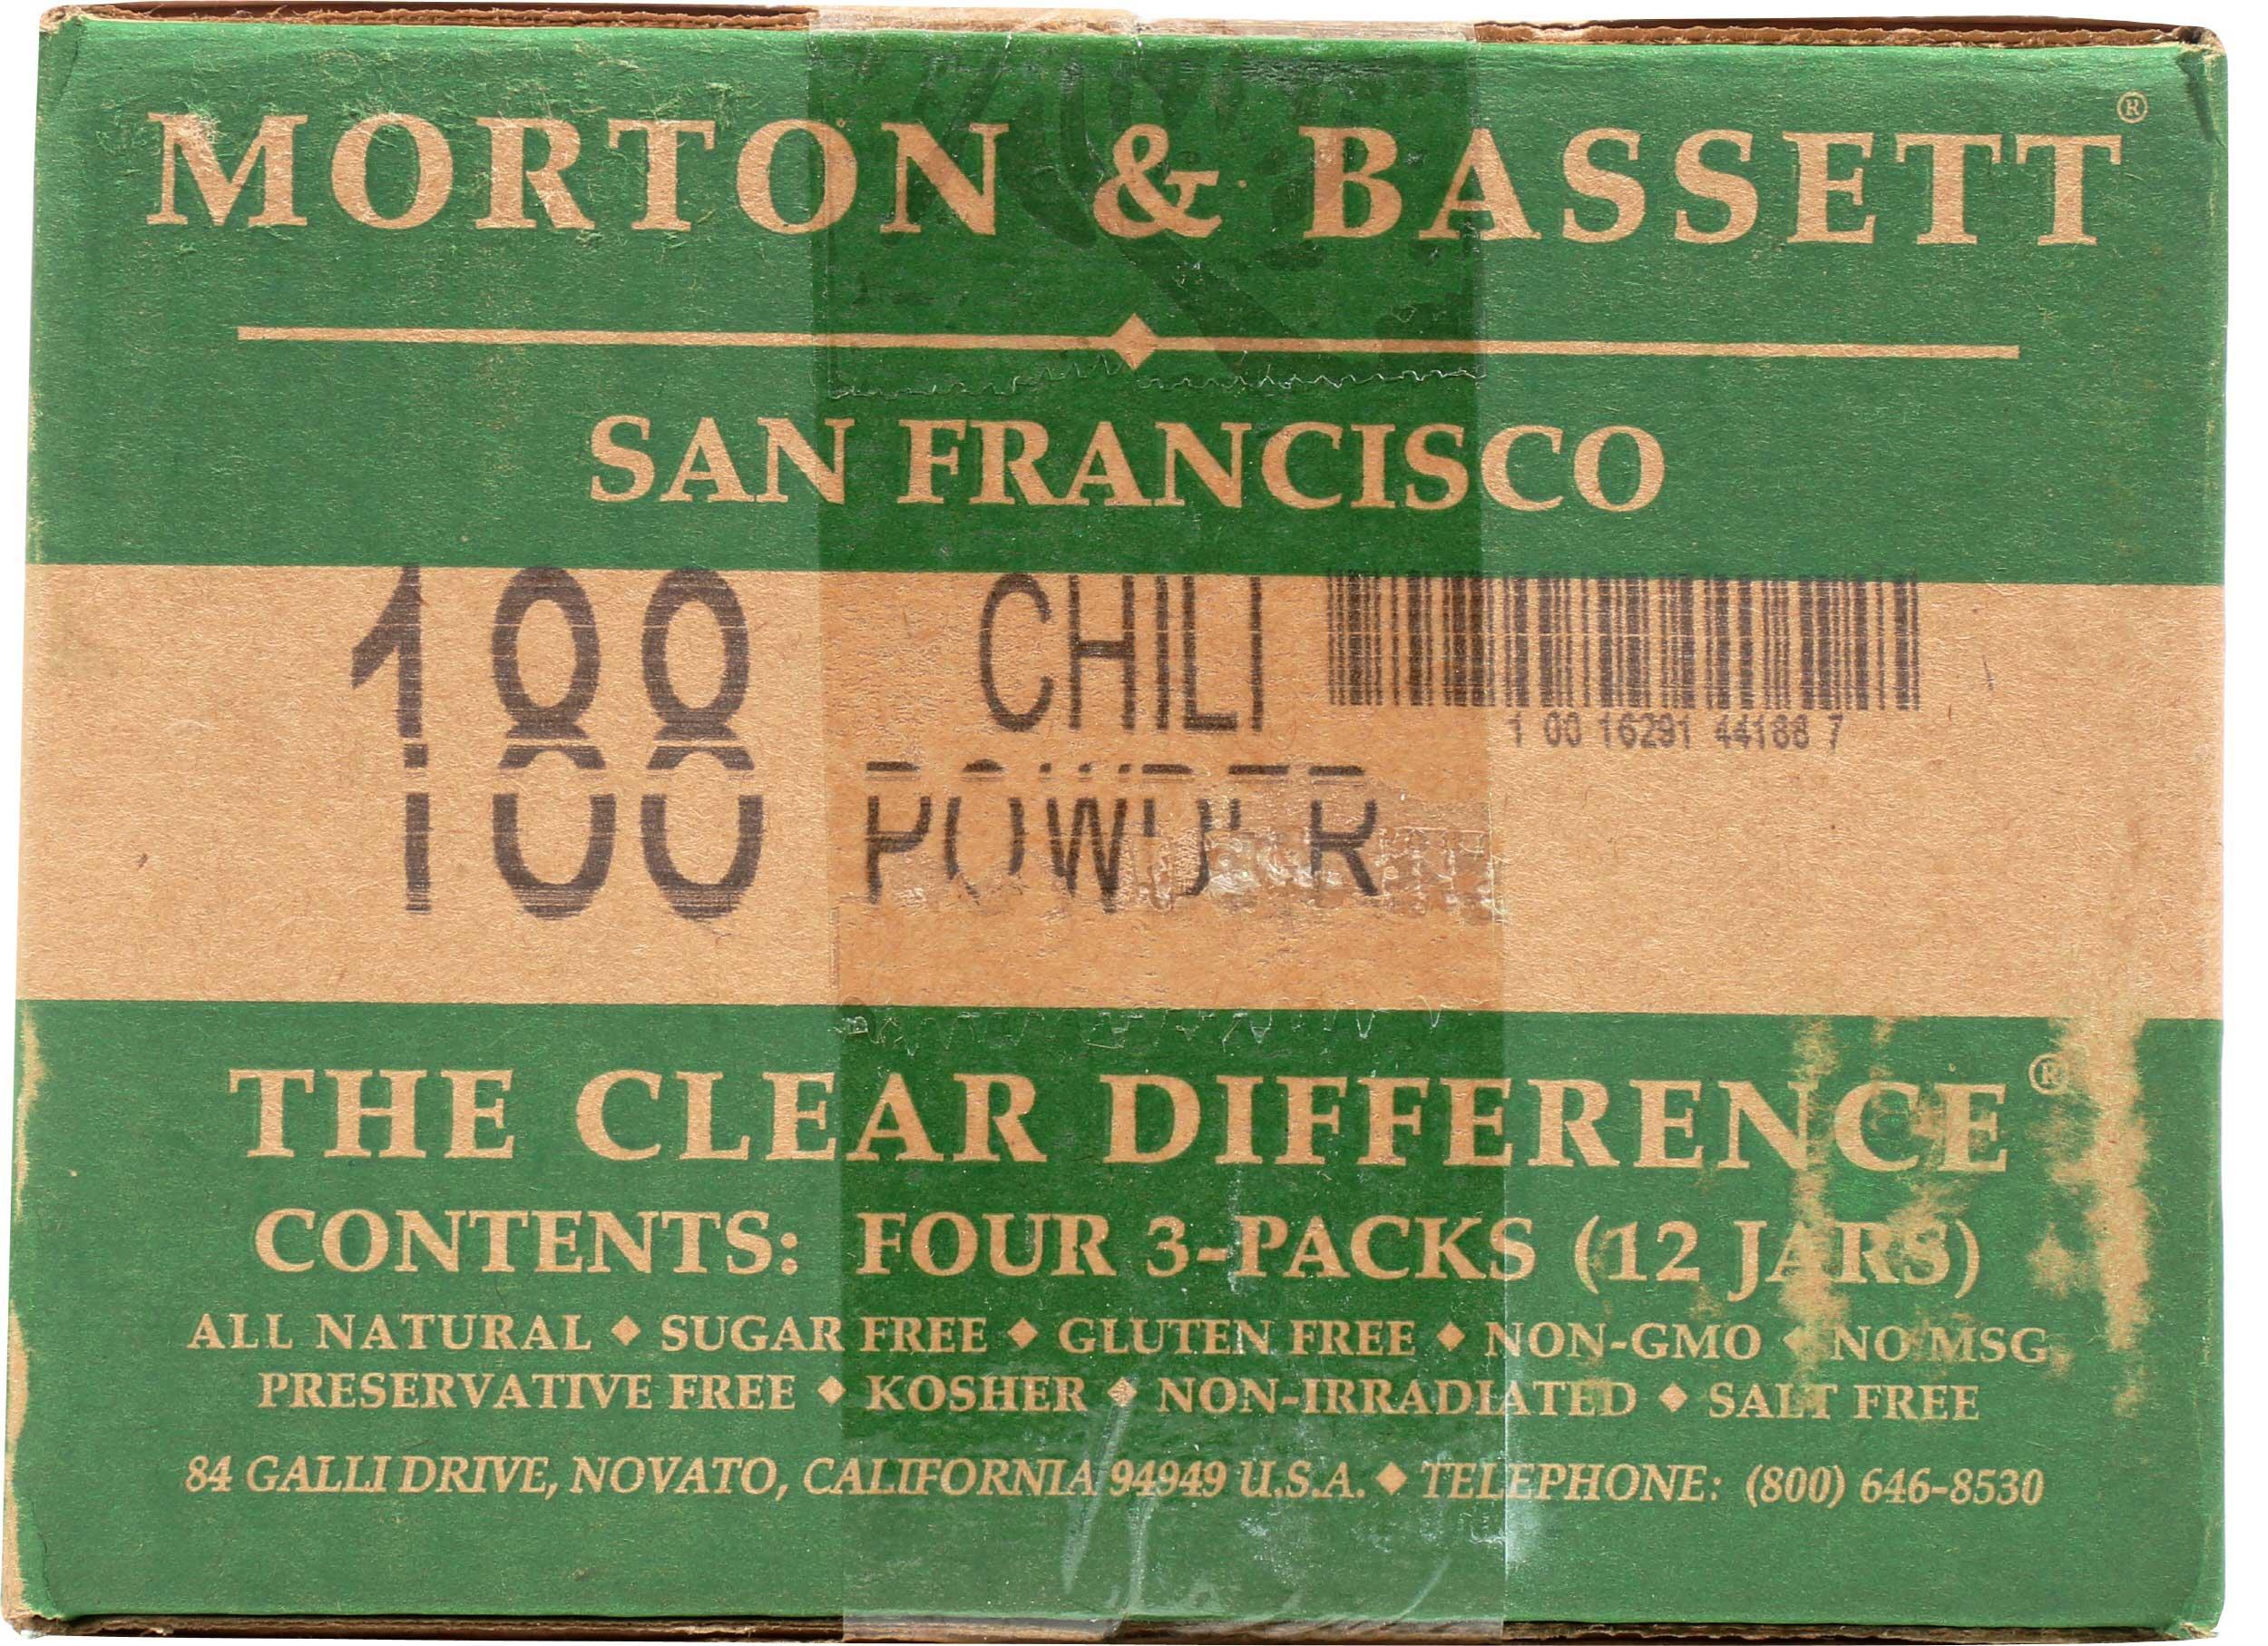 MORTON & BASSETT®
SAN FRANCISCO
188 CHILI POWDER
1 00 16291 44188 7
THE CLEAR DIFFERENCE®
CONTENTS: FOUR 3-PACKS (12 JARS)
ALL NATURAL ◆ SUGAR FREE ◆ GLUTEN FREE ◆ NON-GMO ◆ NO MSG
PRESERVATIVE FREE ◆ KOSHER ◆ NON-IRRADIATED ◆ SALT FREE
84 GALLI DRIVE, NOVATO, CALIFORNIA 94949 U.S.A. ◆ TELEPHONE: (800) 646-8530